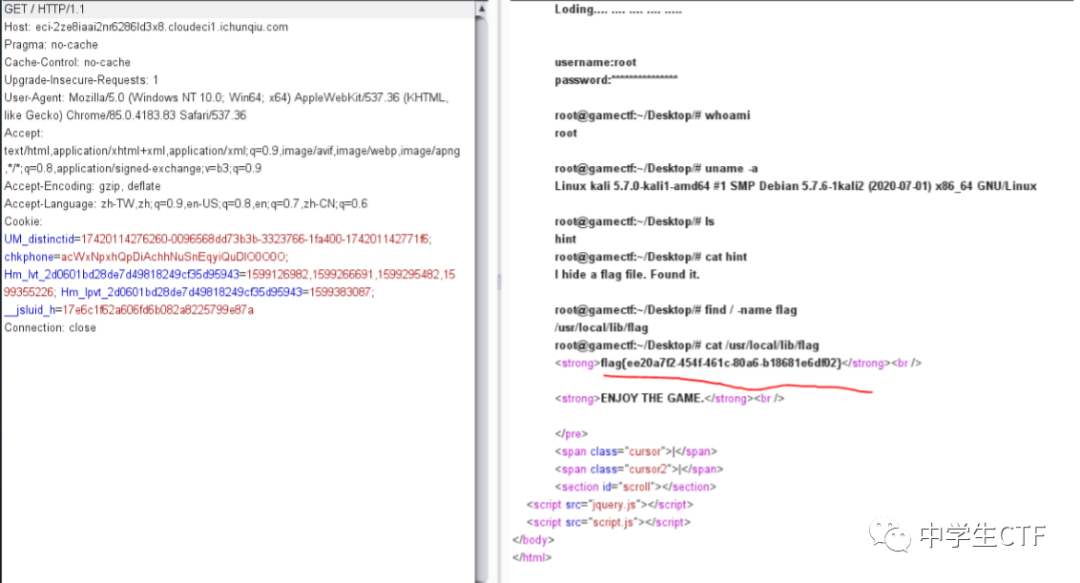 GET / HTTP/1.1
Host: eci-2ze8iaai2nr6286ld3x8.cloudeci1.ichunqiu.com
Pragma: no-cache
Cache-Control: no-cache
Upgrade-Insecure-Requests: 1
User-Agent: Mozilla/5.0 (Windows NT 10.0; Win64; x64) AppleWebKit/537.36 (KHTML,
like Gecko) Chrome/85.0.4183.83 Safari/537.36
Accept:
text/html,application/xhtml+xml,application/xml;q=0.9,image/avif,image/webp,image/apng
,*/*;q=0.8,application/signed-exchange;v=b3;q=0.9
Accept-Encoding: gzip, deflate
Accept-Language: zh-TW,zh;q=0.9,en-US;q=0.8,en;q=0.7,zh-CN;q=0.6
Cookie:
UM_distinctid=17420114276260-0096568dd73b3b-3323766-1fa400-174201142771f6;
chkphone=acWxNpxhQpDiAchhNuSnEqyiQuDIO0O0O;
Hm_lvt_2d0601bd28de7d49818249cf35d95943=1599126982,1599266691,1599295482,15
99355226; Hm_lpvt_2d0601bd28de7d49818249cf35d95943=1599383087;
__jsluid_h=17e6c1f62a606fd6b082a8225799e87a
Connection: close
Loding.... .... .... .... .....
username:root
password:***************
root@gamectf:~/Desktop/# whoami
root
root@gamectf:~/Desktop/# uname -a
Linux kali 5.7.0-kali1-amd64 #1 SMP Debian 5.7.6-1kali2 (2020-07-01) x86_64 GNU/Linux
root@gamectf:~/Desktop/# ls
hint
root@gamectf:~/Desktop/# cat hint
I hide a flag file. Found it.
root@gamectf:~/Desktop/# find / -name flag
/usr/local/lib/flag
root@gamectf:~/Desktop/# cat /usr/local/lib/flag
<strong>flag{ee20a7f2-454f-461c-80a6-b18681e6df02}</strong><br />
<strong>ENJOY THE GAME.</strong><br />
</pre>
<span class="cursor">|</span>
<span class="cursor2">|</span>
<section id="scroll"></section>
<script src="jquery.js"></script>
<script src="script.js"></script>
</body>
</html>
中学生CTF